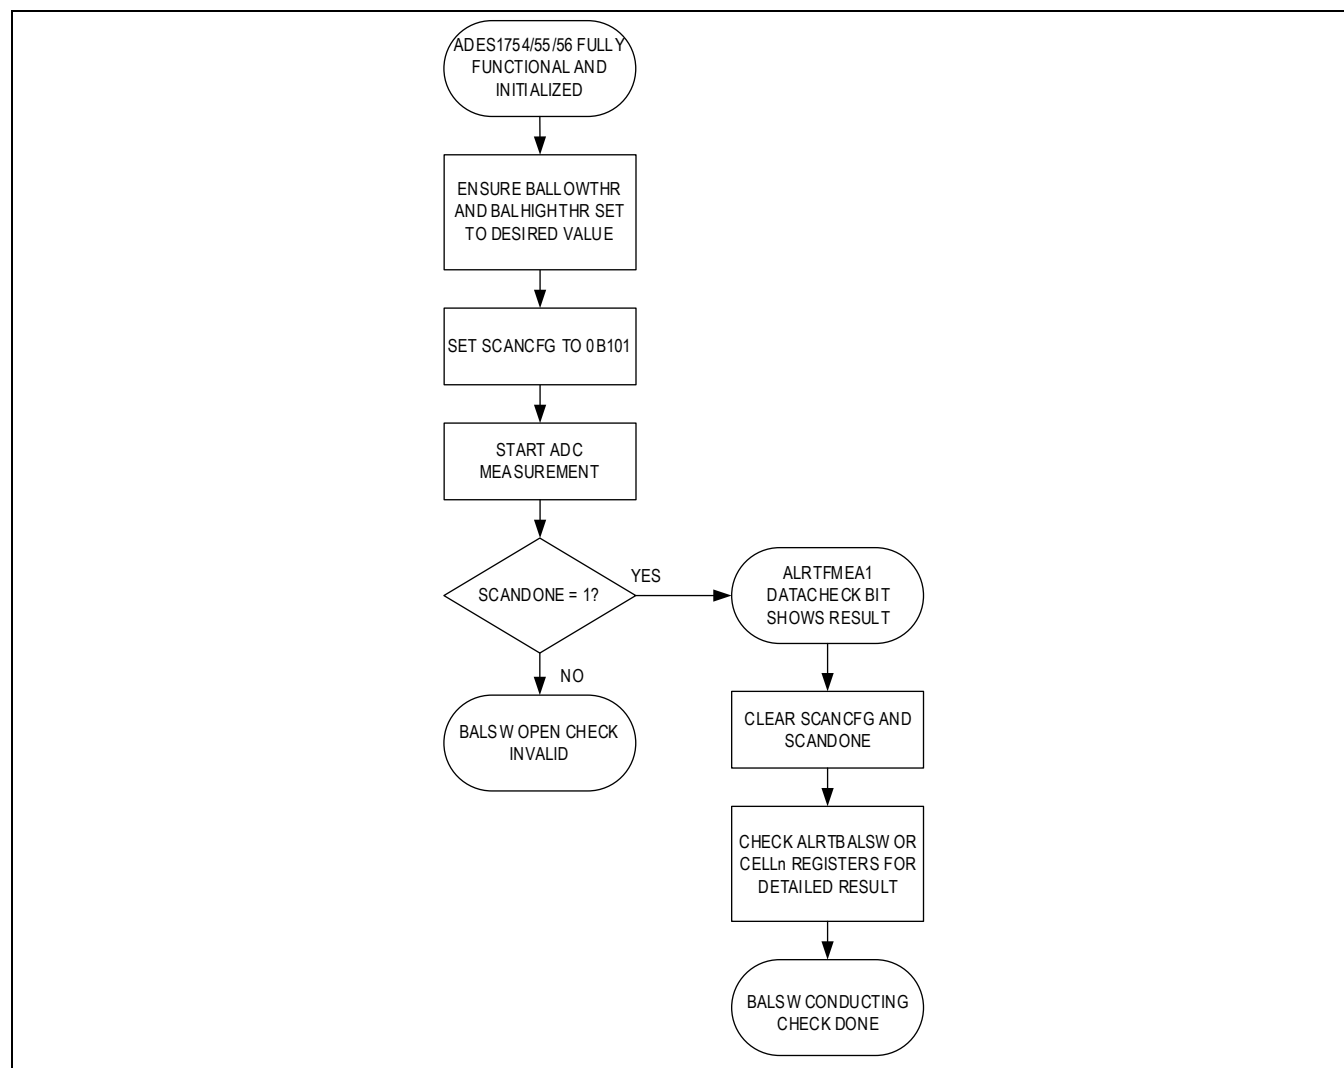 ADES1754/55/56 FULLY
FUNCTIONAL AND
INITIALIZED
ENSURE BALLOWTHR
AND BALHIGHTHR SET
TO DESIRED VALUE
SET SCANCFG TO 0B101
START ADC
MEASUREMENT
SCANDONE = 1?
YES
ALRTFMEA1
DATACHECK BIT
SHOWS RESULT
NO
BALSW OPEN CHECK
INVALID
CLEAR SCANCFG AND
SCANDONE
CHECK ALRTBALSW OR
CELLn REGISTERS FOR
DETAILED RESULT
BALSW CONDUCTING
CHECK DONE